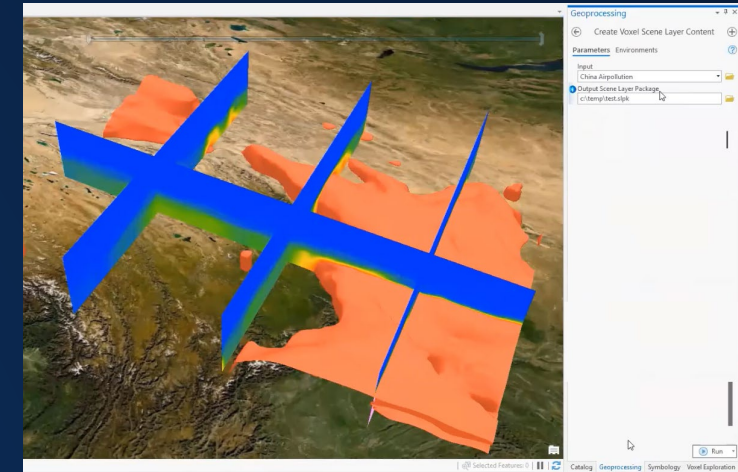 Geoprocessing
Create Voxel Scene Layer Content
Parameters Environments
Input
China Airpollution
Output Scene Layer Package
c:\temp\test.slpk
Run
Selected Features: 0
Catalog Geoprocessing Symbology Voxel Exploration